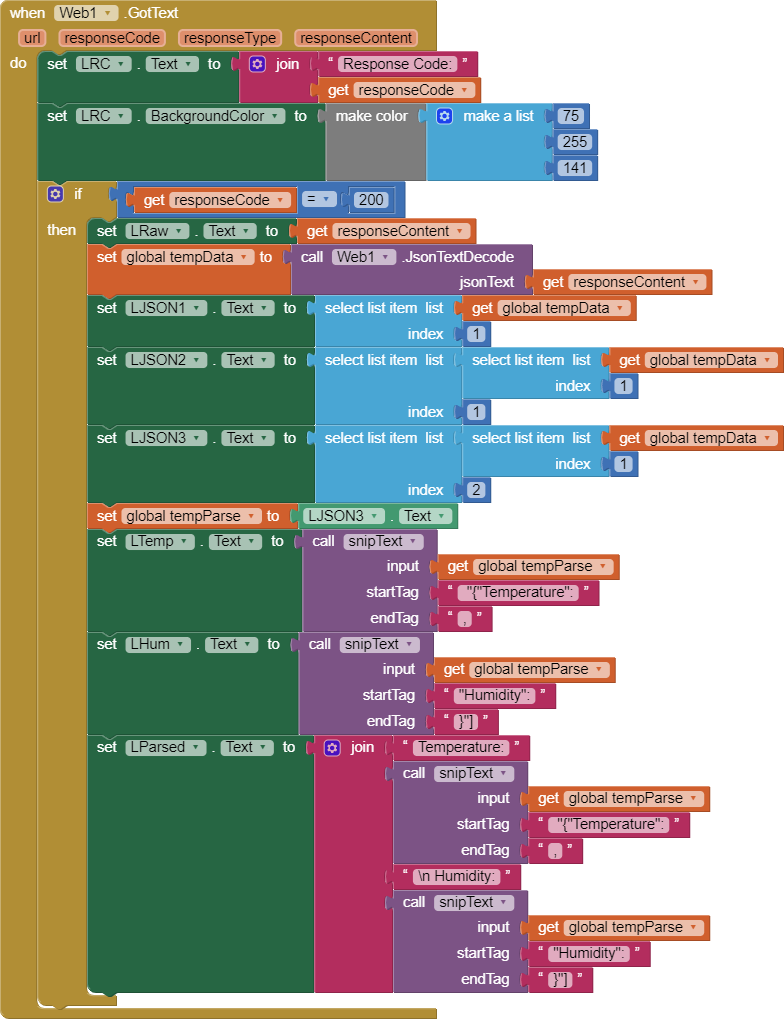 when Web1 .GotText
url responseCode responseType responseContent
do set LRC . Text to join “ Response Code: ”
get responseCode
set LRC . BackgroundColor to make color make a list 75
255
141
if get responseCode = 200
then set LRaw . Text to get responseContent
set global tempData to call Web1 .JsonTextDecode
jsonText get responseContent
set LJSON1 . Text to select list item list get global tempData
index 1
set LJSON2 . Text to select list item list select list item list get global tempData
index 1
index 1
set LJSON3 . Text to select list item list select list item list get global tempData
index 1
index 2
set global tempParse to LJSON3 . Text
set LTemp . Text to call snipText
input get global tempParse
startTag “ "{"Temperature": ”
endTag “ , ”
set LHum . Text to call snipText
input get global tempParse
startTag “ "Humidity": ”
endTag “ }"] ”
set LParsed . Text to join “ Temperature: ”
call snipText
input get global tempParse
startTag “ "{"Temperature": ”
endTag “ , ”
“ \n Humidity: ”
call snipText
input get global tempParse
startTag “ "Humidity": ”
endTag “ }"] ”